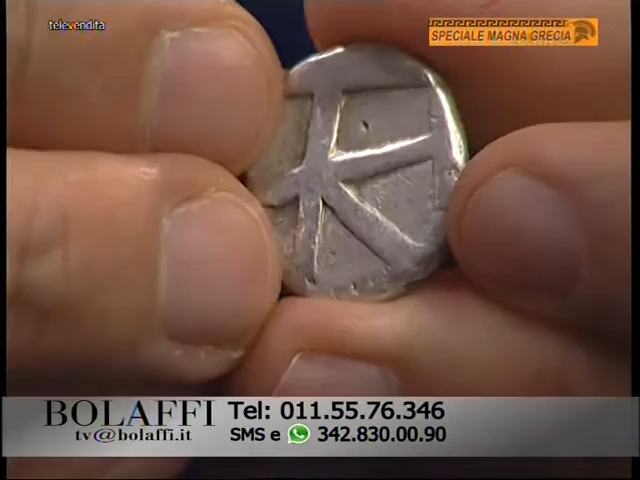 televendita
SPECIALE MAGNA GRECIA
BOLAFFI
tv@bolaffi.it
Tel: 011.55.76.346
SMS e 342.830.00.90